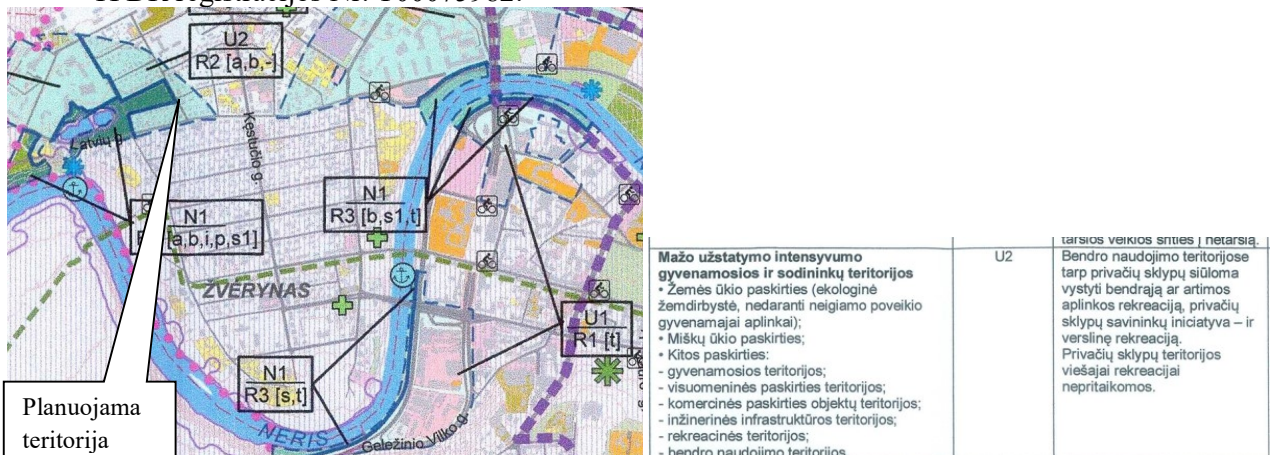 U2
R2 [a,b,-]
Kęstučio g.
Latvių g.
N1
[a,b,i,p,s1]
N1
R3 [b,s1,t]
ŽVĖRYNAS
U1
R1 [t]
N1
R3 [s,t]
NERIS
Geležinio Vilko g.
Planuojama
teritorija
taršios veiklos srities į netaršią.
Mažo užstatymo intensyvumo
gyvenamosios ir sodininkų teritorijos
• Žemės ūkio paskirties (ekologinė
žemdirbystė, nedaranti neigiamo poveikio
gyvenamajai aplinkai);
• Miškų ūkio paskirties;
• Kitos paskirties:
- gyvenamosios teritorijos;
- visuomeninės paskirties teritorijos;
- komercinės paskirties objektų teritorijos;
- inžinerinės infrastruktūros teritorijos;
- rekreacinės teritorijos;
- bendro naudojimo teritorijos
U2
Bendro naudojimo teritorijose
tarp privačių sklypų siūloma
vystyti bendrąją ar artimos
aplinkos rekreaciją, privačių
sklypų savininkų iniciatyva – ir
verslinę rekreaciją.
Privačių sklypų teritorijos
viešajai rekreacijai
nepritaikomos.